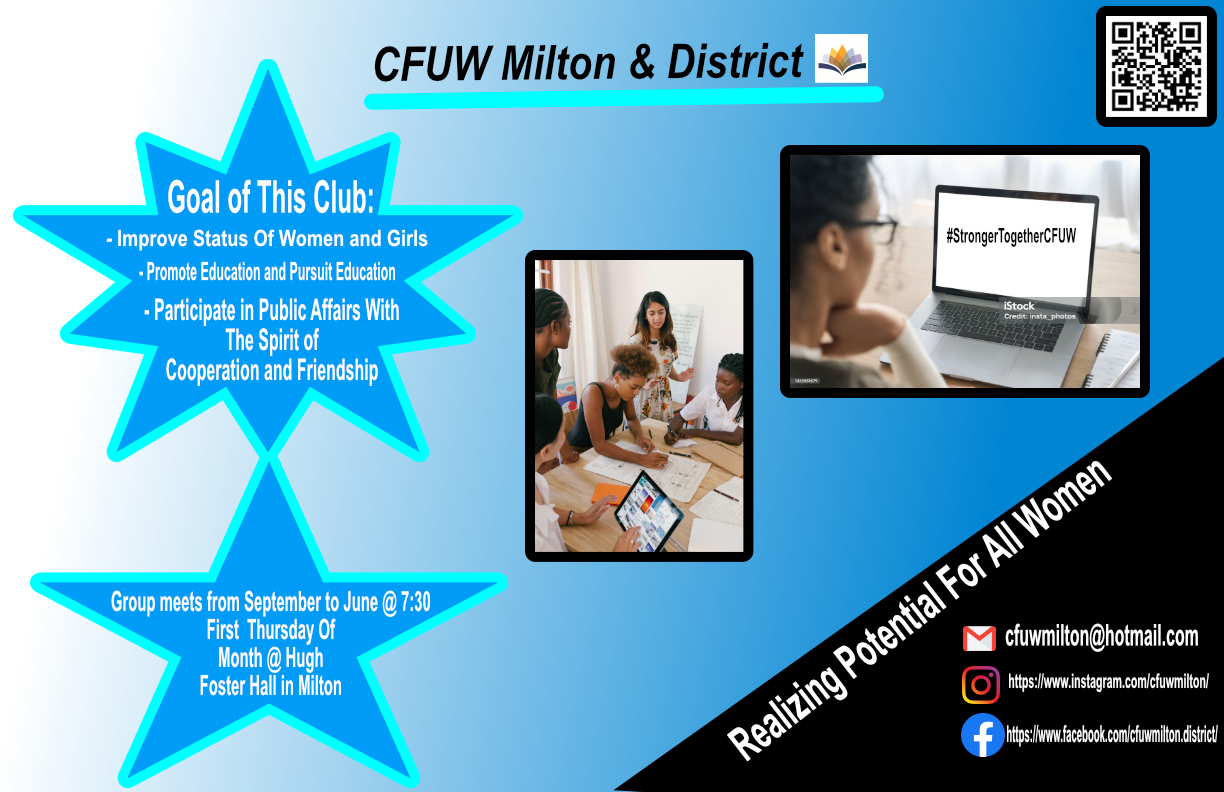 CFUW Milton & District
Goal of This Club:
- Improve Status Of Women and Girls
- Promote Education and Pursuit Education
- Participate in Public Affairs With
The Spirit of
Cooperation and Friendship
#StrongerTogetherCFUW
iStock
Credit: insta_photos
Group meets from September to June @ 7:30
First Thursday Of
Month @ Hugh
Foster Hall in Milton
Realizing Potential For All Women
cfuwmilton@hotmail.com
https://www.instagram.com/cfuwmilton/
https://www.facebook.com/cfuwmilton.district/